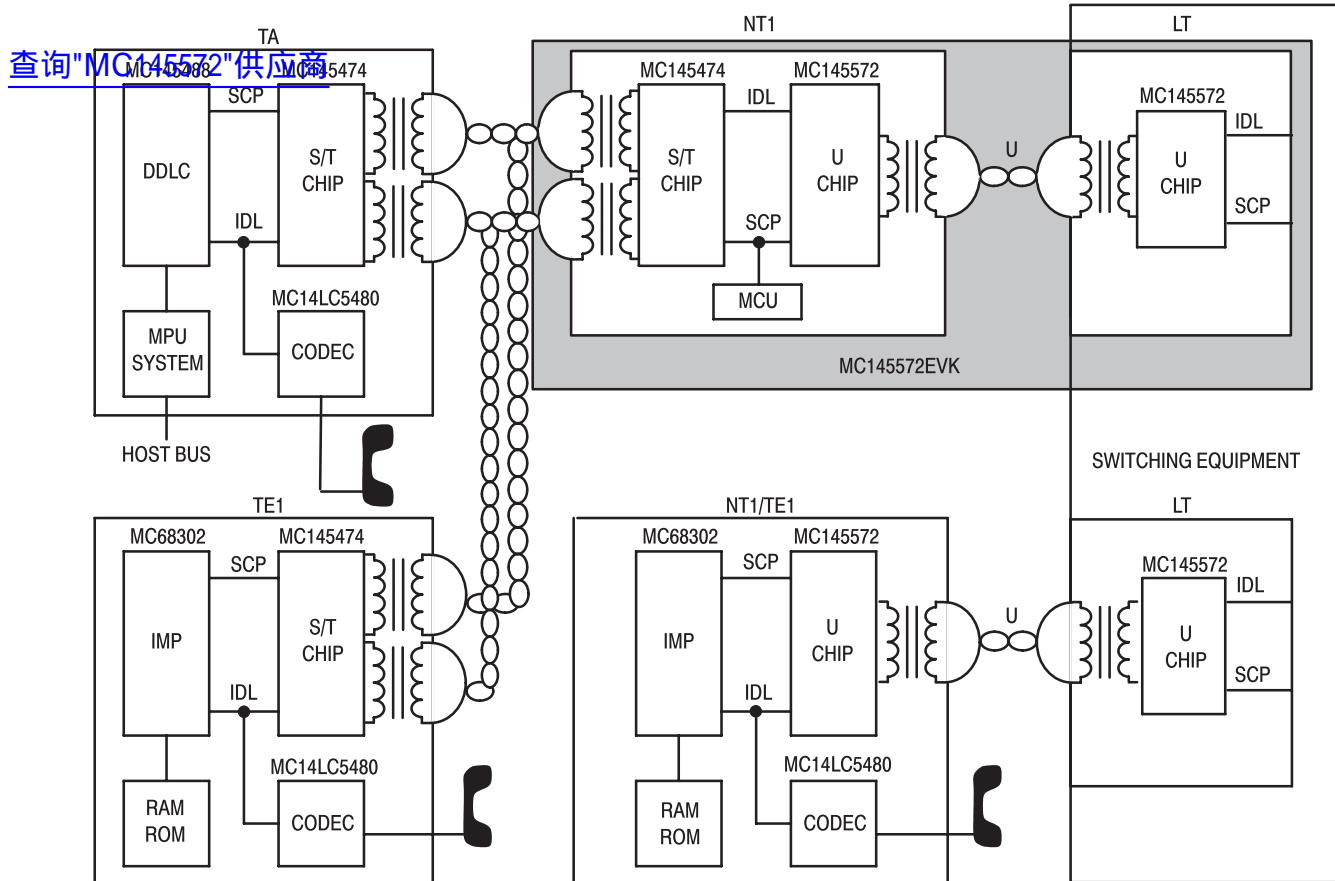 TA
NT1
LT
查询"MC145572"供应商
MC145488
MC145474
SCP
DDLC
S/T
CHIP
IDL
MC14LC5480
MPU
SYSTEM
CODEC
HOST BUS
MC145474
MC145572
IDL
S/T
CHIP
U
CHIP
SCP
MCU
MC145572EVK
U
MC145572
IDL
U
CHIP
SCP
SWITCHING EQUIPMENT
TE1
MC68302
MC145474
SCP
IMP
S/T
CHIP
IDL
MC14LC5480
RAM
ROM
CODEC
NT1/TE1
MC68302
MC145572
SCP
IMP
U
CHIP
IDL
MC14LC5480
RAM
ROM
CODEC
U
LT
MC145572
IDL
U
CHIP
SCP